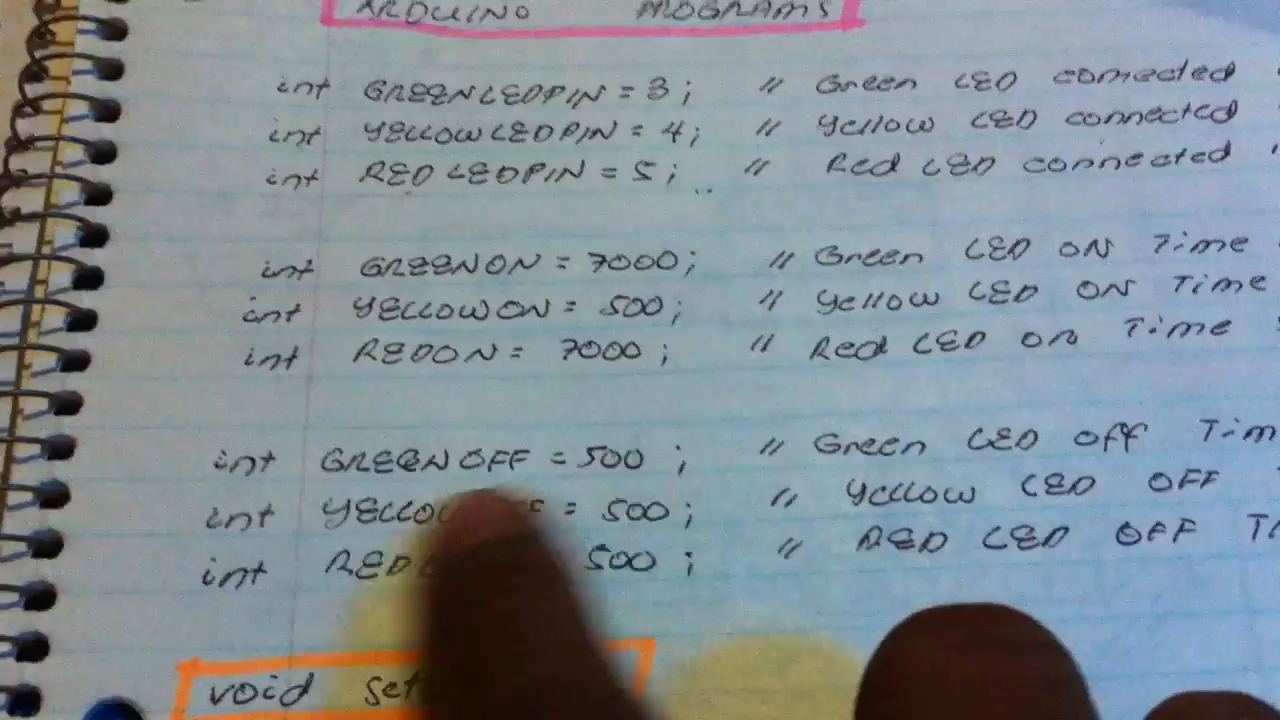 ARDUINO PROGRAMS
int GREENLEDPIN = 3; // Green LED connected
int YELLOWLEDPIN = 4; // Yellow LED connected
int REDLEDPIN = 5; // Red LED connected
int GREENON = 7000; // Green LED ON Time
int YELLOWON = 500; // Yellow LED ON Time
int REDON = 7000; // Red LED ON Time
int GREENOFF = 500; // Green LED Off Tim
int = 500; // Yellow LED OFF
int 500; // RED LED OFF
void